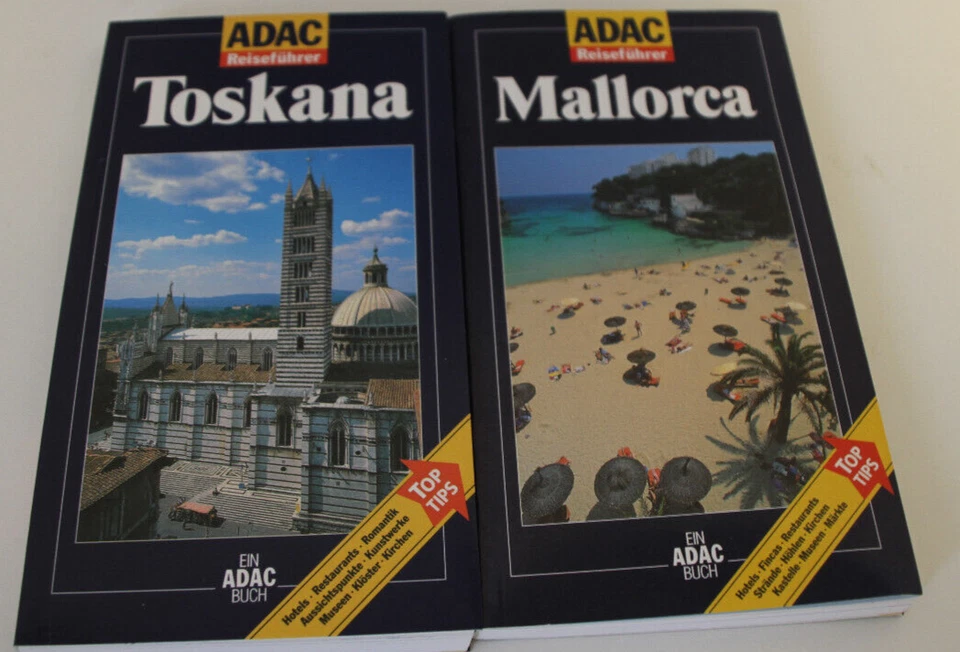 ADAC
Reiseführer
Toskana
TOP
TIPS
Hotels · Restaurants · Romantik
Aussichtspunkte · Kunstwerke
Museen · Klöster · Kirchen
EIN
ADAC
BUCH
ADAC
Reiseführer
Mallorca
TOP
TIPS
Hotels · Fincas · Restaurants
Strände · Höhlen · Kirchen
Kastelle · Museen · Märkte
EIN
ADAC
BUCH